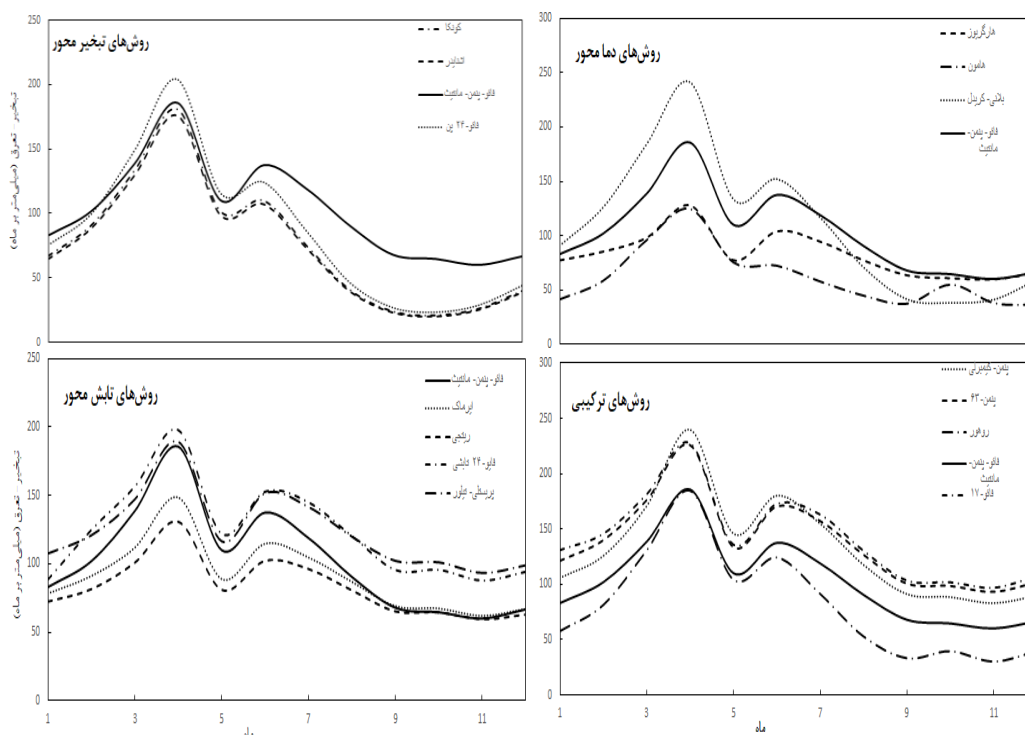 روش‌های تبخیر محور
کودکا
اشنایدر
فائو- پنمن- مانتیث
فائو-۲۴ پن
تبخیر - تعرق (میلی‌متر بر ماه)
250
200
150
100
50
0
روش‌های دما محور
هارگریوز
هامون
بلانی- کریدل
فائو- پنمن-
مانتیث
300
250
200
150
100
50
0
روش‌های تابش محور
فائو- پنمن- مانتیث
ایرماک
ریتچی
فائو-۲۴ تابشی
پریستلی- تیلور
تبخیر - تعرق (میلی‌متر بر ماه)
250
200
150
100
50
0
1 3 5 7 9 11
ماه
روش‌های ترکیبی
پنمن- کیمبرلی
پنمن-۶۳
فائو- پنمن-
مانتیث
فائو-۱۷
300
250
200
150
100
50
0
1 3 5 7 9 11
ماه